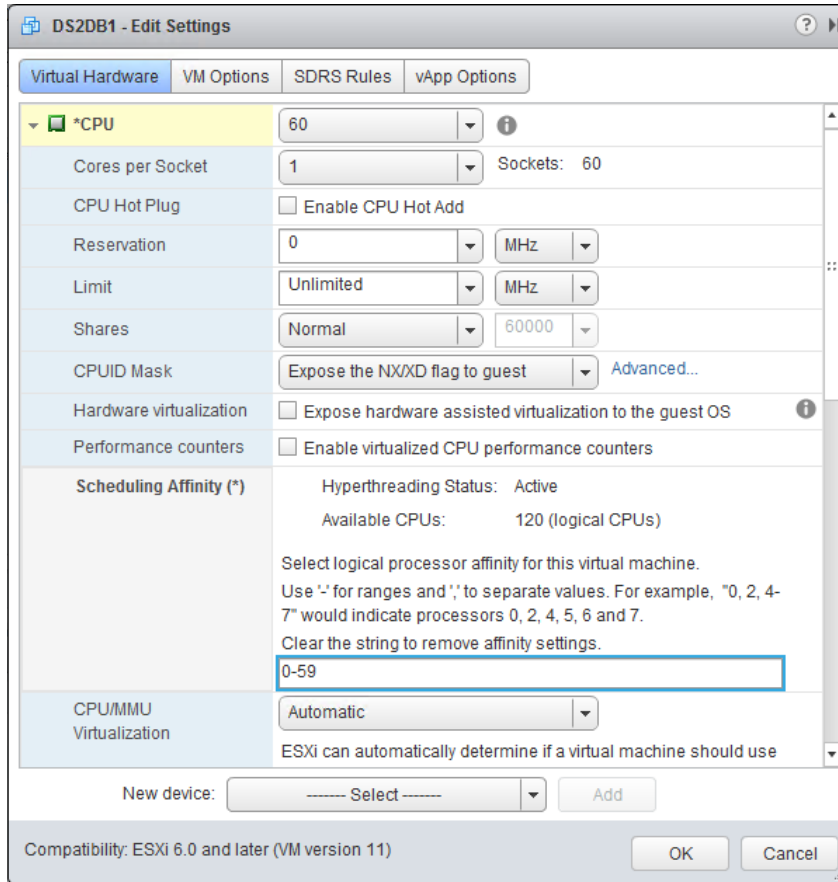 DS2DB1 - Edit Settings
Virtual Hardware VM Options SDRS Rules vApp Options
*CPU 60
Cores per Socket 1 Sockets: 60
CPU Hot Plug Enable CPU Hot Add
Reservation 0 MHz
Limit Unlimited MHz
Shares Normal 60000
CPUID Mask Expose the NX/XD flag to guest Advanced...
Hardware virtualization Expose hardware assisted virtualization to the guest OS
Performance counters Enable virtualized CPU performance counters
Scheduling Affinity (*) Hyperthreading Status: Active
Available CPUs: 120 (logical CPUs)
Select logical processor affinity for this virtual machine.
Use '-' for ranges and ',' to separate values. For example, "0, 2, 4-
7" would indicate processors 0, 2, 4, 5, 6 and 7.
Clear the string to remove affinity settings.
0-59
CPU/MMU
Virtualization Automatic
ESXi can automatically determine if a virtual machine should use
New device: ------- Select ------- Add
Compatibility: ESXi 6.0 and later (VM version 11) OK Cancel